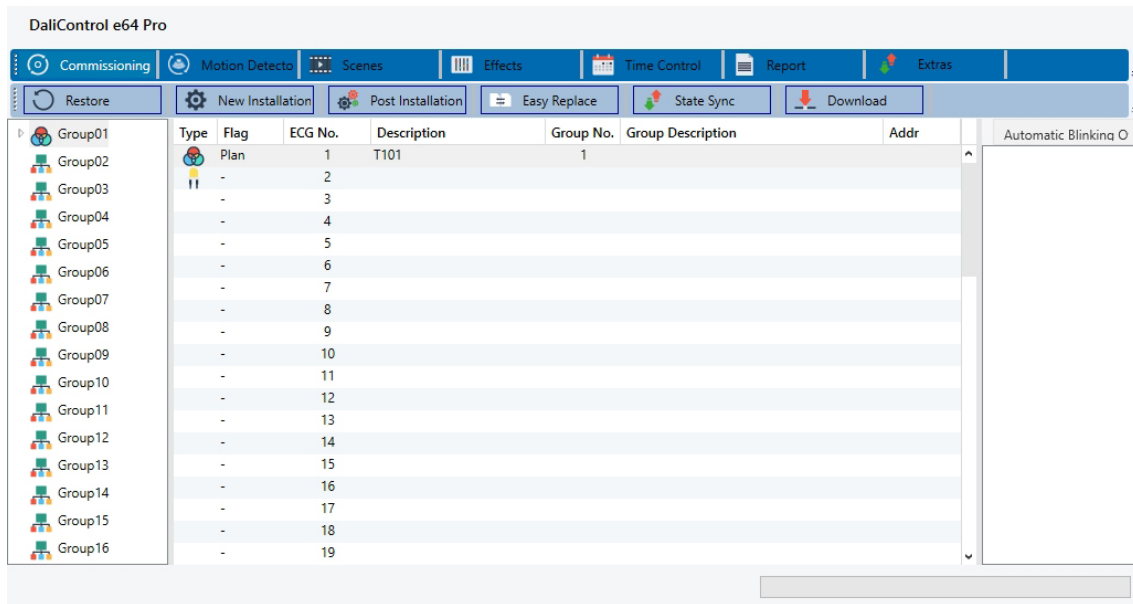 DaliControl e64 Pro
Commissioning Motion Detecto Scenes Effects Time Control Report Extras
Restore New Installation Post Installation Easy Replace State Sync Download
Type Flag ECG No. Description Group No. Group Description Addr Automatic Blinking O
Group01
Group02
Group03
Group04
Group05
Group06
Group07
Group08
Group09
Group10
Group11
Group12
Group13
Group14
Group15
Group16
Plan 1 T101 1
- 2
- 3
- 4
- 5
- 6
- 7
- 8
- 9
- 10
- 11
- 12
- 13
- 14
- 15
- 16
- 17
- 18
- 19